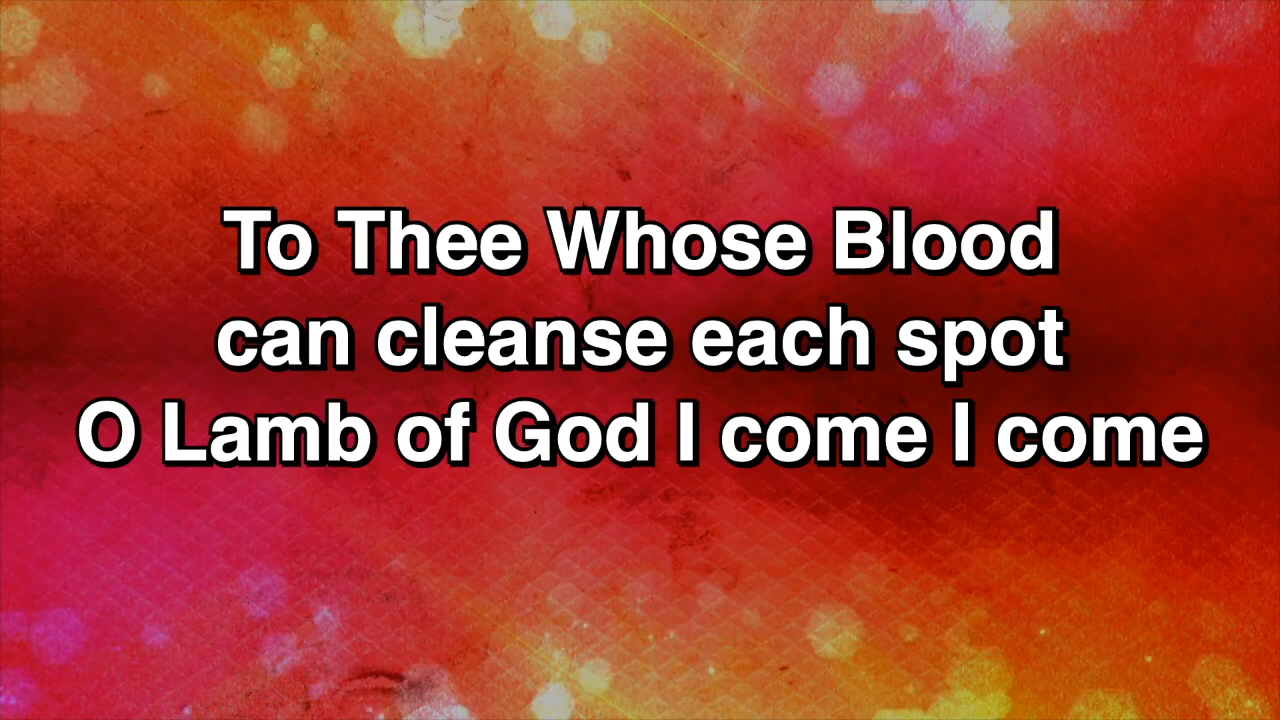 To Thee Whose Blood
can cleanse each spot
O Lamb of God I come I come